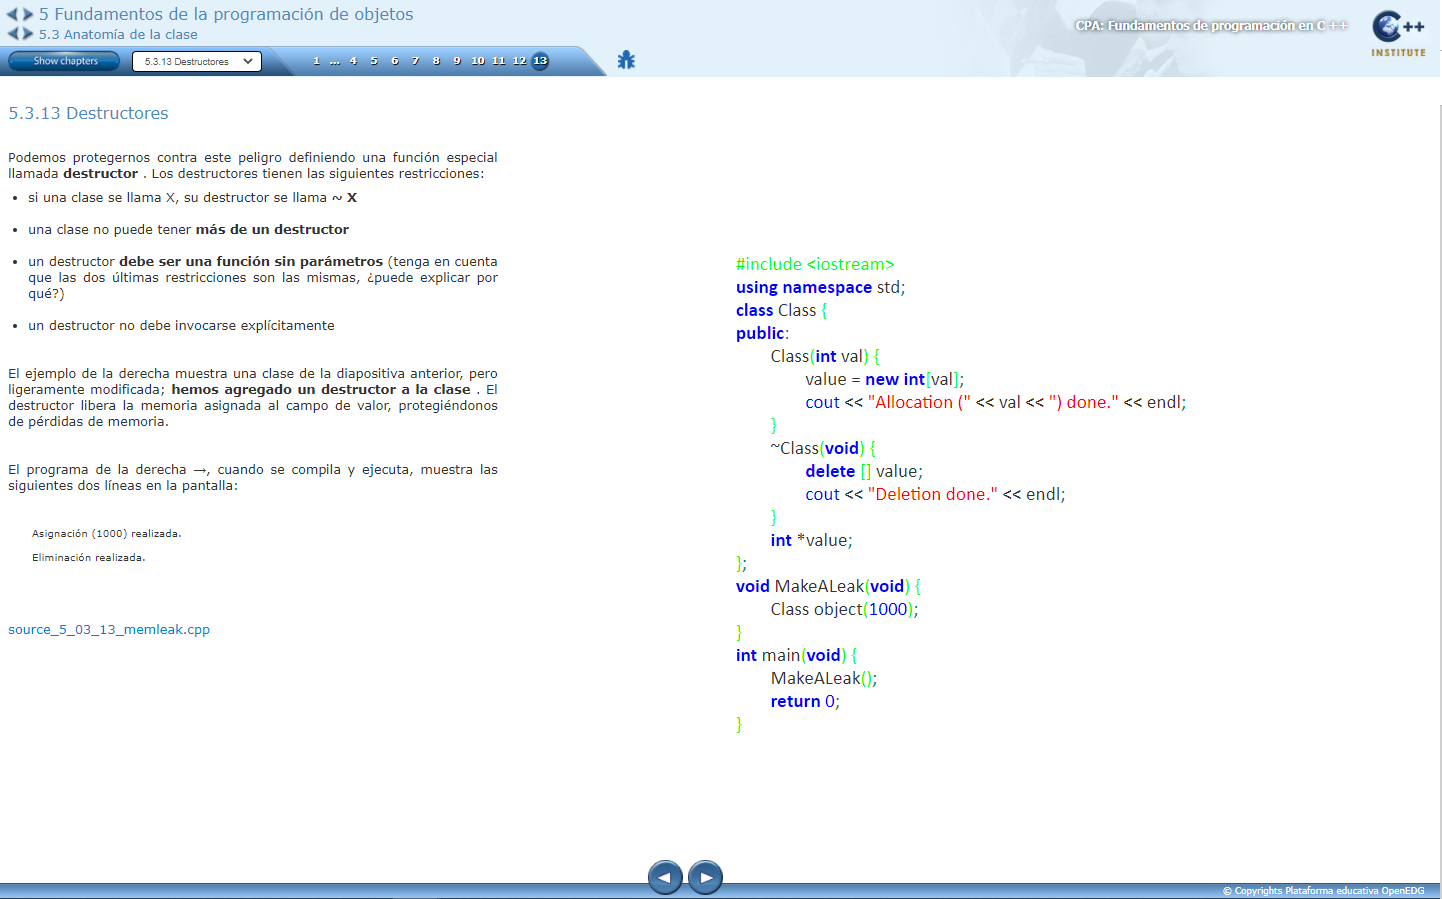 5 Fundamentos de la programación de objetos
5.3 Anatomía de la clase
CPA: Fundamentos de programación en C ++
C++
INSTITUTE
Show chapters
5.3.13 Destructores
1 ... 4 5 6 7 8 9 10 11 12 13
5.3.13 Destructores
Podemos protegernos contra este peligro definiendo una función especial
llamada destructor . Los destructores tienen las siguientes restricciones:
• si una clase se llama X, su destructor se llama ~ X
• una clase no puede tener más de un destructor
• un destructor debe ser una función sin parámetros (tenga en cuenta
que las dos últimas restricciones son las mismas, ¿puede explicar por
qué?)
• un destructor no debe invocarse explícitamente
El ejemplo de la derecha muestra una clase de la diapositiva anterior, pero
ligeramente modificada; hemos agregado un destructor a la clase . El
destructor libera la memoria asignada al campo de valor, protegiéndonos
de pérdidas de memoria.
El programa de la derecha →, cuando se compila y ejecuta, muestra las
siguientes dos líneas en la pantalla:
Asignación (1000) realizada.
Eliminación realizada.
source_5_03_13_memleak.cpp
#include <iostream>
using namespace std;
class Class {
public:
Class(int val) {
value = new int[val];
cout << "Allocation (" << val << ") done." << endl;
}
~Class(void) {
delete [] value;
cout << "Deletion done." << endl;
}
int *value;
};
void MakeALeak(void) {
Class object(1000);
}
int main(void) {
MakeALeak();
return 0;
}
© Copyrights Plataforma educativa OpenEDG